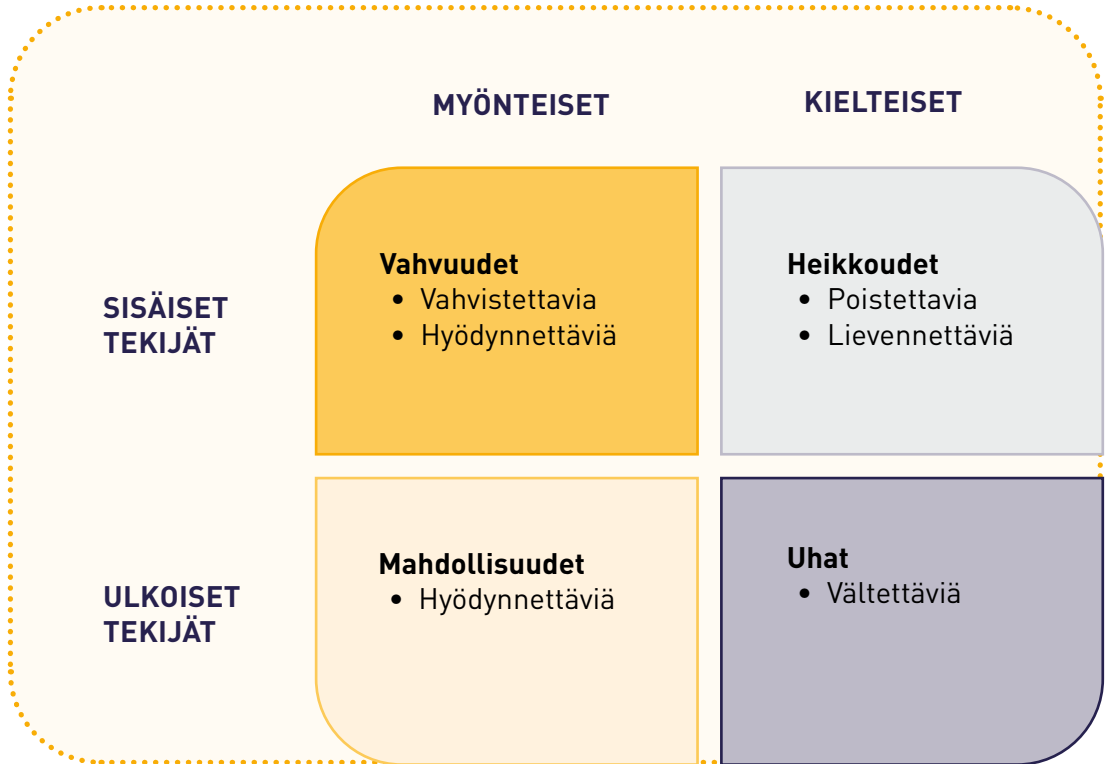 MYÖNTEISET
KIELTEISET
SISÄISET
TEKIJÄT
Vahvuudet
• Vahvistettavia
• Hyödynnettäviä
Heikkoudet
• Poistettavia
• Lievennettäviä
ULKOISET
TEKIJÄT
Mahdollisuudet
• Hyödynnettäviä
Uhat
• Vältettäviä